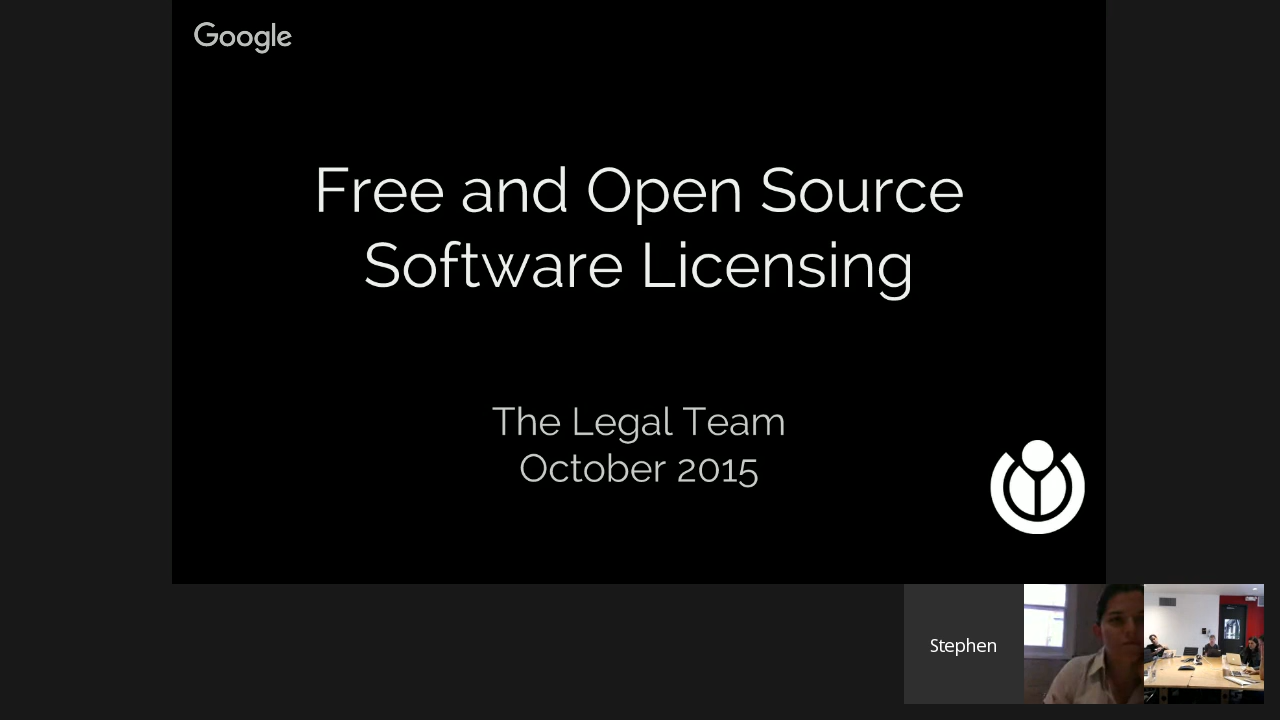 Google
Free and Open Source
Software Licensing
The Legal Team
October 2015
Stephen